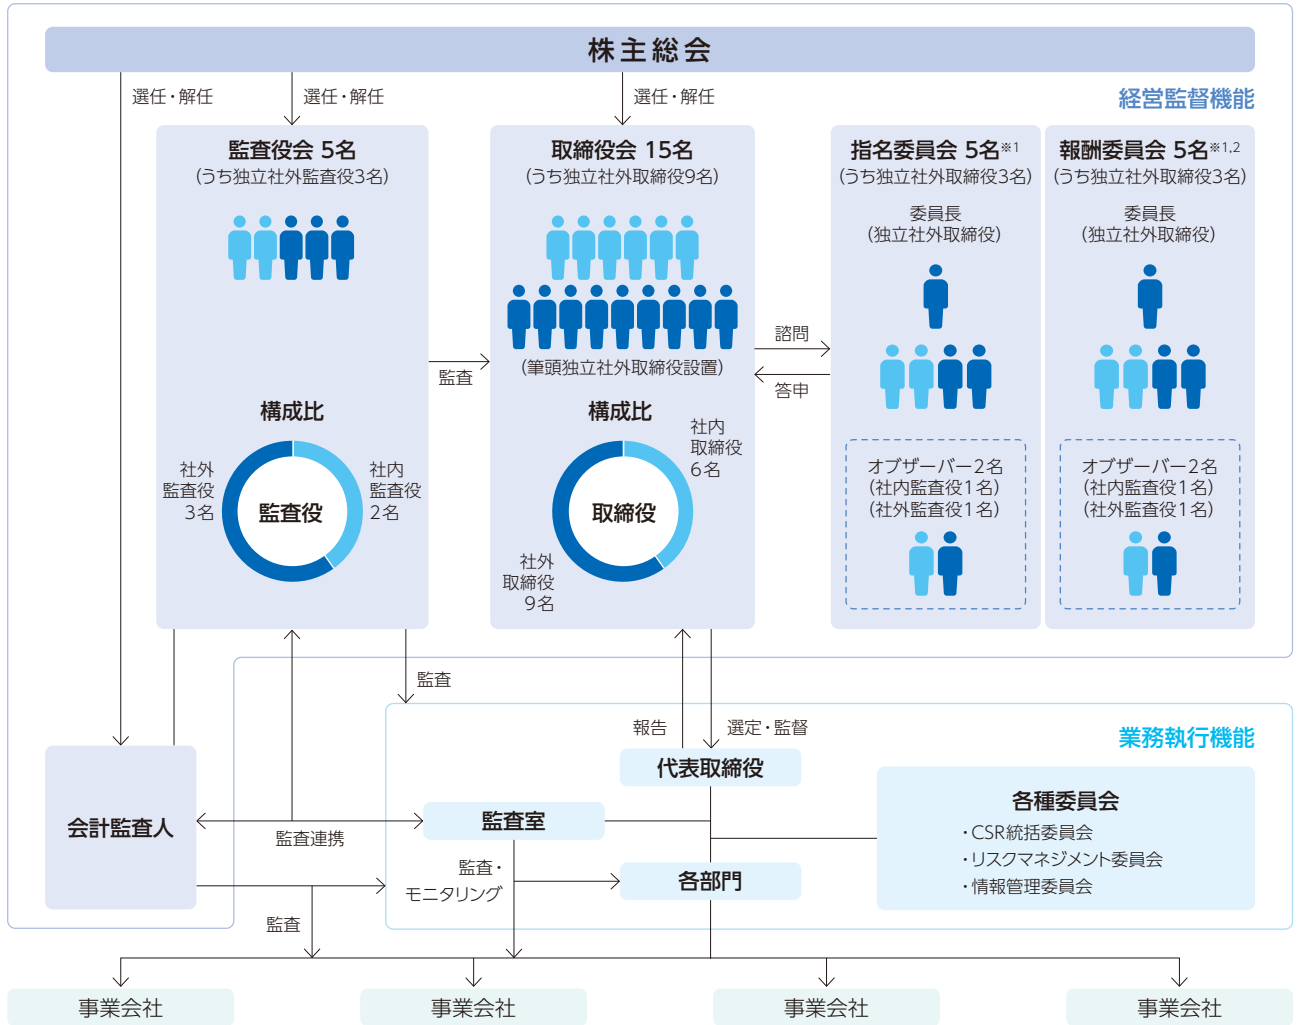 株主総会
選任・解任
選任・解任
選任・解任
経営監督機能
監査役会 5名
(うち独立社外監査役3名)
構成比
社外
監査役
3名
監査役
社内
監査役
2名
監査
取締役会 15名
(うち独立社外取締役9名)
(筆頭独立社外取締役設置)
構成比
社内
取締役
6名
取締役
社外
取締役
9名
諮問
答申
指名委員会 5名※1
(うち独立社外取締役3名)
委員長
(独立社外取締役)
オブザーバー2名
(社内監査役1名)
(社外監査役1名)
報酬委員会 5名※1,2
(うち独立社外取締役3名)
委員長
(独立社外取締役)
オブザーバー2名
(社内監査役1名)
(社外監査役1名)
監査
報告
選定・監督
業務執行機能
代表取締役
会計監査人
監査連携
監査室
監査・
モニタリング
各部門
各種委員会
・CSR統括委員会
・リスクマネジメント委員会
・情報管理委員会
監査
事業会社
事業会社
事業会社
事業会社